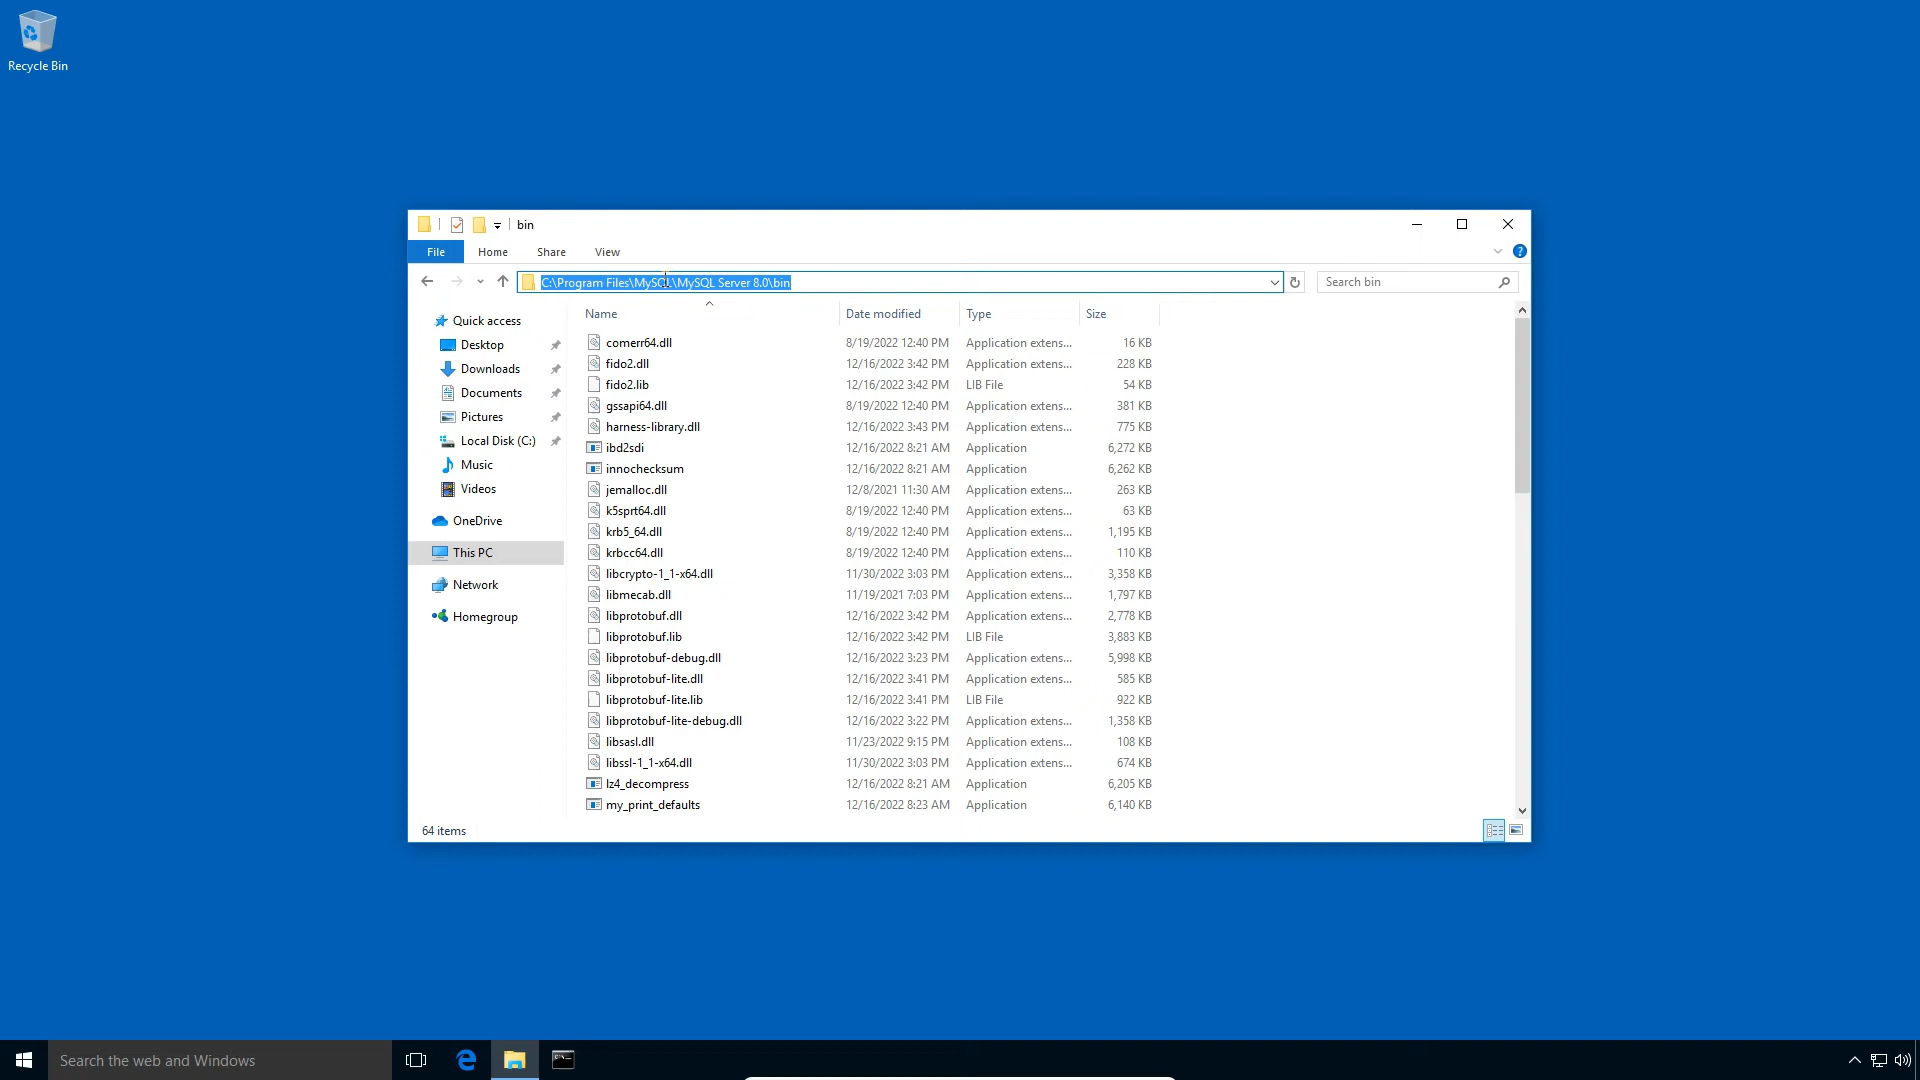 Recycle Bin
bin
File Home Share View
C:\Program Files\MySQL\MySQL Server 8.0\bin
Search bin
Quick access
Desktop
Downloads
Documents
Pictures
Local Disk (C:)
Music
Videos
OneDrive
This PC
Network
Homegroup
Name Date modified Type Size
comerr64.dll 8/19/2022 12:40 PM Application extens... 16 KB
fido2.dll 12/16/2022 3:42 PM Application extens... 228 KB
fido2.lib 12/16/2022 3:42 PM LIB File 54 KB
gssapi64.dll 8/19/2022 12:40 PM Application extens... 381 KB
harness-library.dll 12/16/2022 3:43 PM Application extens... 775 KB
ibd2sdi 12/16/2022 8:21 AM Application 6,272 KB
innochecksum 12/16/2022 8:21 AM Application 6,262 KB
jemalloc.dll 12/8/2021 11:30 AM Application extens... 263 KB
k5sprt64.dll 8/19/2022 12:40 PM Application extens... 63 KB
krb5_64.dll 8/19/2022 12:40 PM Application extens... 1,195 KB
krbcc64.dll 8/19/2022 12:40 PM Application extens... 110 KB
libcrypto-1_1-x64.dll 11/30/2022 3:03 PM Application extens... 3,358 KB
libmecab.dll 11/19/2021 7:03 PM Application extens... 1,797 KB
libprotobuf.dll 12/16/2022 3:42 PM Application extens... 2,778 KB
libprotobuf.lib 12/16/2022 3:42 PM LIB File 3,883 KB
libprotobuf-debug.dll 12/16/2022 3:23 PM Application extens... 5,998 KB
libprotobuf-lite.dll 12/16/2022 3:41 PM Application extens... 585 KB
libprotobuf-lite.lib 12/16/2022 3:41 PM LIB File 922 KB
libprotobuf-lite-debug.dll 12/16/2022 3:22 PM Application extens... 1,358 KB
libsasl.dll 11/23/2022 9:15 PM Application extens... 108 KB
libssl-1_1-x64.dll 11/30/2022 3:03 PM Application extens... 674 KB
lz4_decompress 12/16/2022 8:21 AM Application 6,205 KB
my_print_defaults 12/16/2022 8:23 AM Application 6,140 KB
64 items
Search the web and Windows